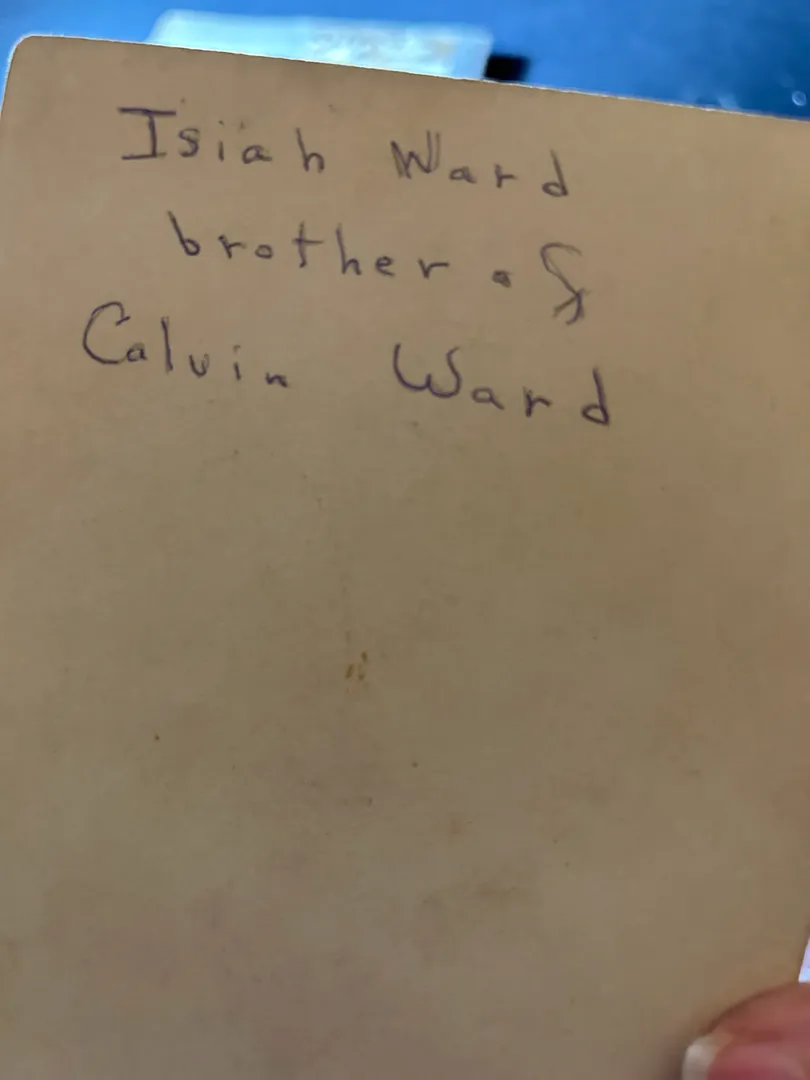 Isiah Ward
brother of
Calvin Ward